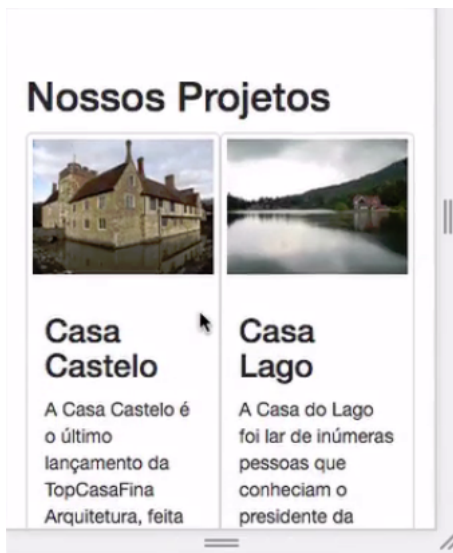 Nossos Projetos
Casa
Castelo
A Casa Castelo é
o último
lançamento da
TopCasaFina
Arquitetura, feita
Casa
Lago
A Casa do Lago
foi lar de inúmeras
pessoas que
conheciam o
presidente da